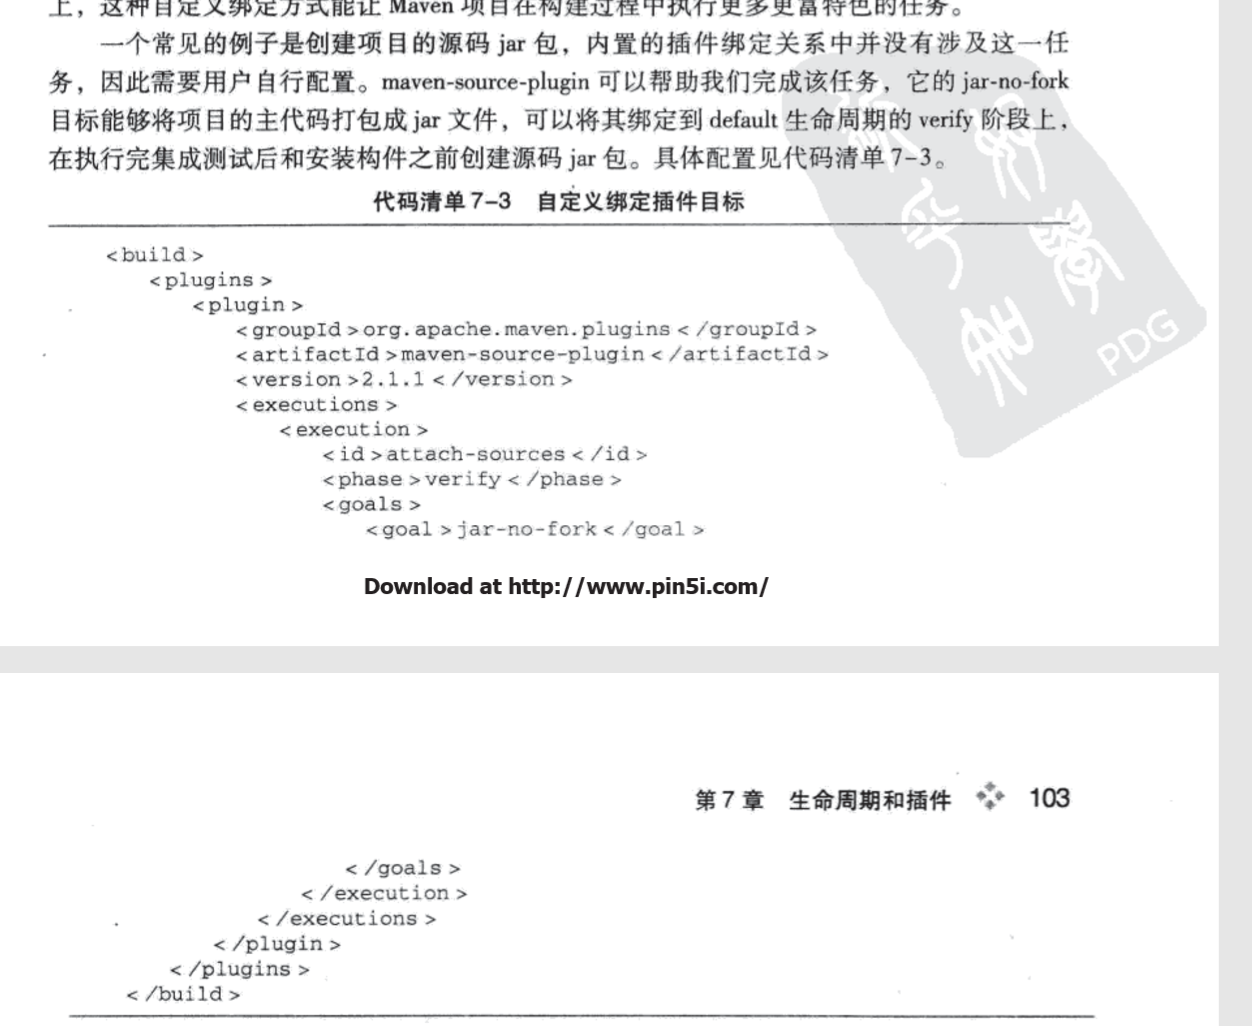 上，这种自定义绑定方式能让 Maven 项目在构建过程中执行更多更富特色的任务。
一个常见的例子是创建项目的源码 jar 包，内置的插件绑定关系中并没有涉及这一任
务，因此需要用户自行配置。maven-source-plugin 可以帮助我们完成该任务，它的 jar-no-fork
目标能够将项目的主代码打包成 jar 文件，可以将其绑定到 default 生命周期的 verify 阶段上，
在执行完集成测试后和安装构件之前创建源码 jar 包。具体配置见代码清单 7-3。
代码清单 7-3 自定义绑定插件目标
<build>
<plugins>
<plugin>
<groupId>org.apache.maven.plugins</groupId>
<artifactId>maven-source-plugin</artifactId>
<version>2.1.1</version>
<executions>
<execution>
<id>attach-sources</id>
<phase>verify</phase>
<goals>
<goal>jar-no-fork</goal>
PDG
Download at http://www.pin5i.com/
第 7 章 生命周期和插件 103
</goals>
</execution>
</executions>
</plugin>
</plugins>
</build>